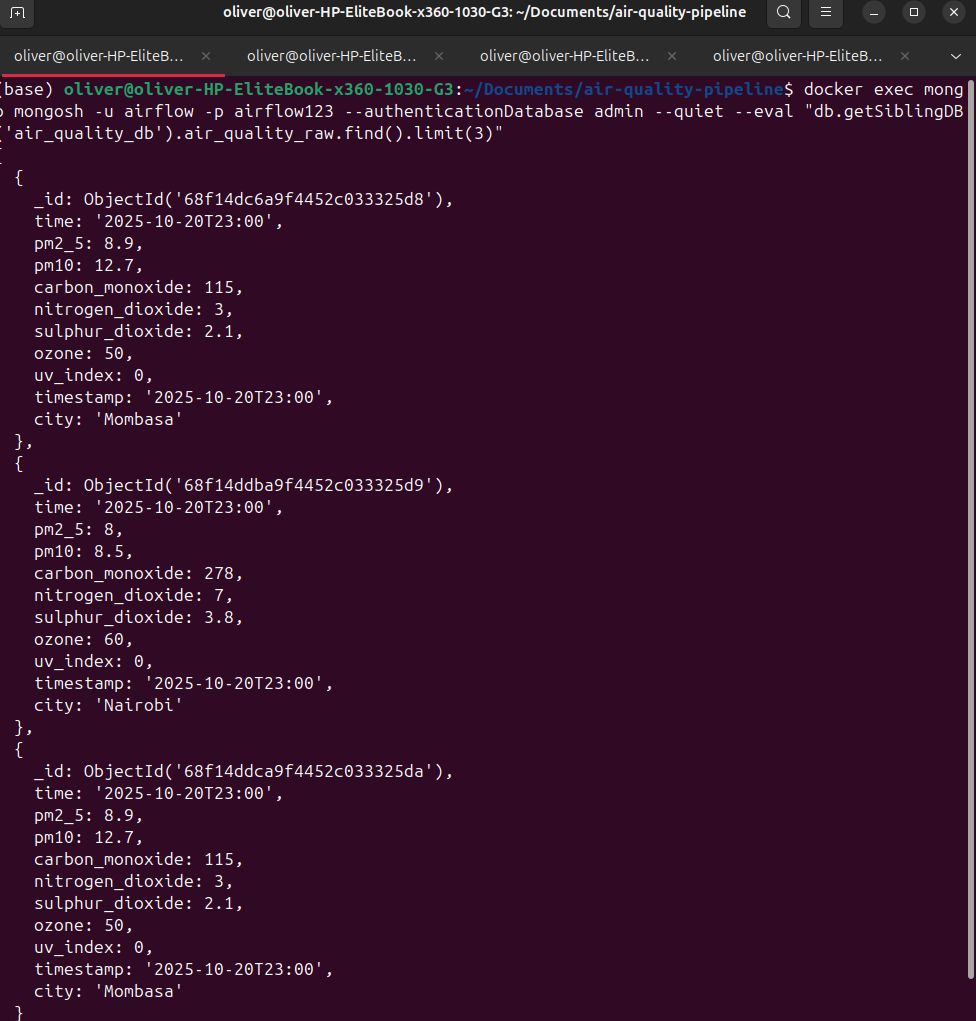 oliver@oliver-HP-EliteBook-x360-1030-G3: ~/Documents/air-quality-pipeline
oliver@oliver-HP-EliteB... × oliver@oliver-HP-EliteB... × oliver@oliver-HP-EliteB... × oliver@oliver-HP-EliteB... ×
(base) oliver@oliver-HP-EliteBook-x360-1030-G3:~/Documents/air-quality-pipeline$ docker exec mong
o mongosh -u airflow -p airflow123 --authenticationDatabase admin --quiet --eval "db.getSiblingDB
('air_quality_db').air_quality_raw.find().limit(3)"
[
{
_id: ObjectId('68f14dc6a9f4452c033325d8'),
time: '2025-10-20T23:00',
pm2_5: 8.9,
pm10: 12.7,
carbon_monoxide: 115,
nitrogen_dioxide: 3,
sulphur_dioxide: 2.1,
ozone: 50,
uv_index: 0,
timestamp: '2025-10-20T23:00',
city: 'Mombasa'
},
{
_id: ObjectId('68f14ddba9f4452c033325d9'),
time: '2025-10-20T23:00',
pm2_5: 8,
pm10: 8.5,
carbon_monoxide: 278,
nitrogen_dioxide: 7,
sulphur_dioxide: 3.8,
ozone: 60,
uv_index: 0,
timestamp: '2025-10-20T23:00',
city: 'Nairobi'
},
{
_id: ObjectId('68f14ddca9f4452c033325da'),
time: '2025-10-20T23:00',
pm2_5: 8.9,
pm10: 12.7,
carbon_monoxide: 115,
nitrogen_dioxide: 3,
sulphur_dioxide: 2.1,
ozone: 50,
uv_index: 0,
timestamp: '2025-10-20T23:00',
city: 'Mombasa'
}